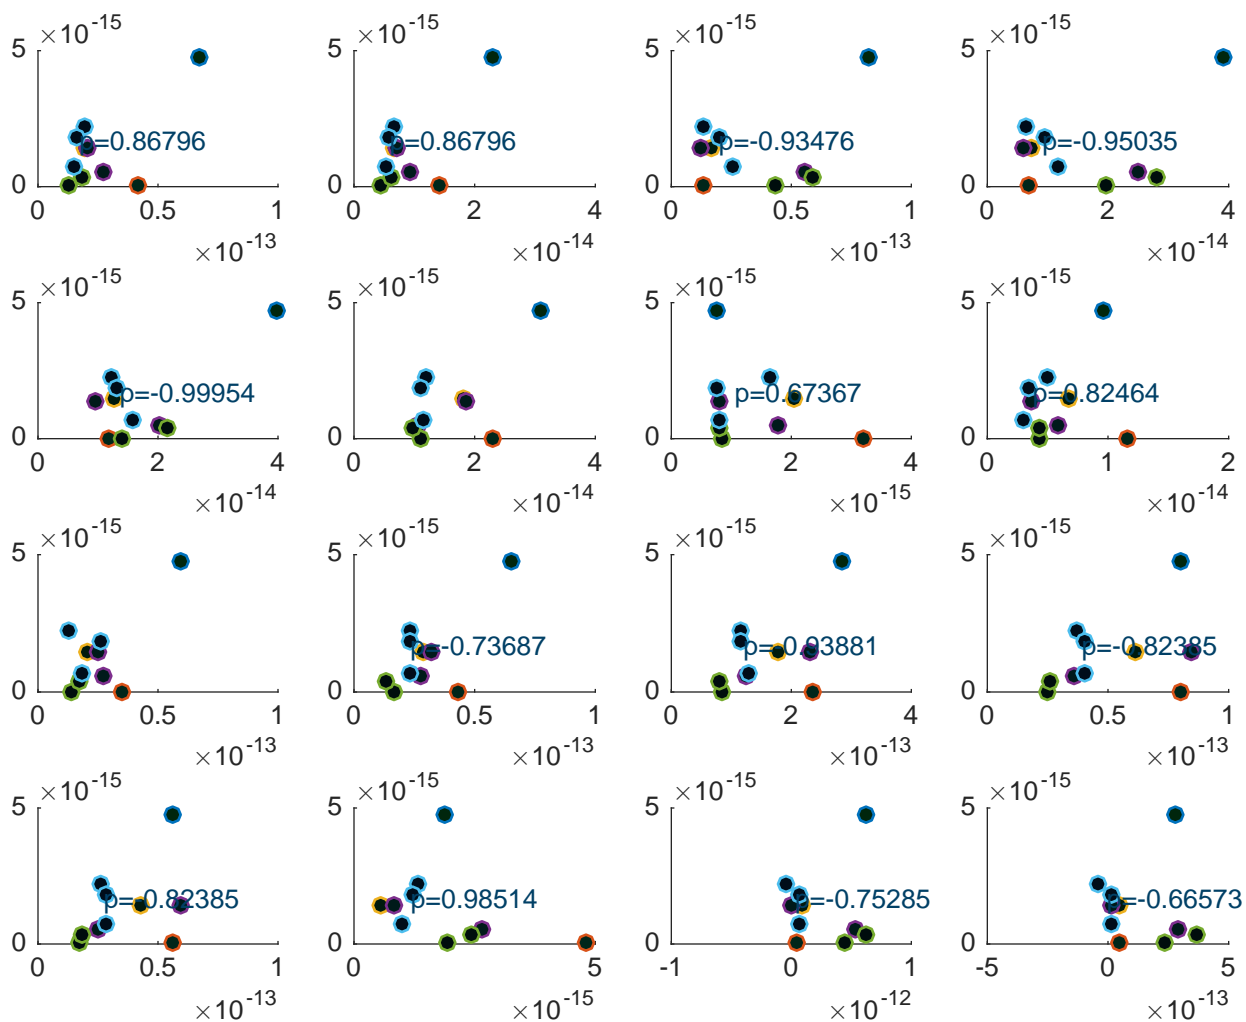 ×10-15 ×10-15 ×10-15 ×10-15
5 5 5 5
p=0.86796 p=0.86796 p=-0.93476 p=-0.95035
0 0 0 0
0 0.5 1 0 2 4 0 0.5 1 0 2 4
×10-13 ×10-14 ×10-13 ×10-14
×10-15 ×10-15 ×10-15 ×10-15
5 5 5 5
p=-0.99954 p=0.67367 p=0.82464
0 0 0 0
0 2 4 0 2 4 0 2 4 0 1 2
×10-14 ×10-14 ×10-15 ×10-14
×10-15 ×10-15 ×10-15 ×10-15
5 5 5 5
p=-0.73687 p=-0.82385
0 0 0 0
0 0.5 1 0 0.5 1 0 2 4 0 0.5 1
×10-13 ×10-13 ×10-13 ×10-13
×10-15 ×10-15 ×10-15 ×10-15
5 5 5 5
p=-0.82385 p=0.98514 p=-0.75285 p=-0.66573
0 0 0 0
0 0.5 1 0 5 -1 0 1 -5 0 5
×10-13 ×10-15 ×10-12 ×10-13